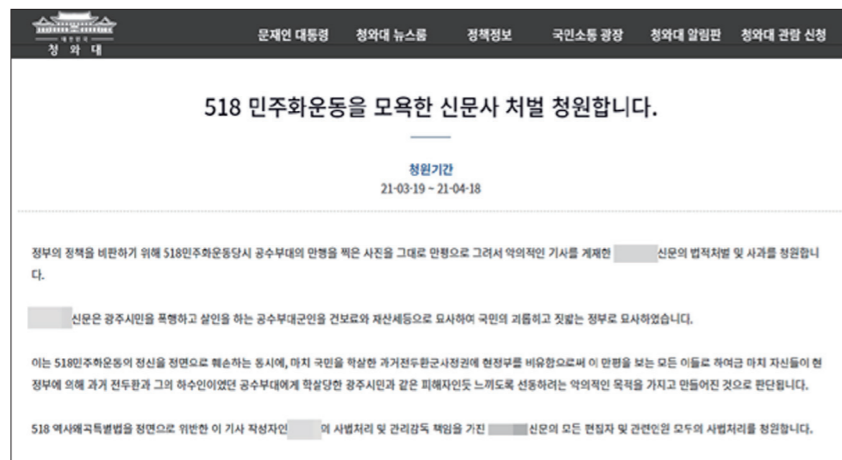 대한민국
청 와 대
문재인 대통령 청와대 뉴스룸 정책정보 국민소통 광장 청와대 알림판 청와대 관람 신청
518 민주화운동을 모욕한 신문사 처벌 청원합니다.
청원기간
21-03-19 ~ 21-04-18
정부의 정책을 비판하기 위해 518민주화운동당시 공수부대의 만행을 찍은 사진을 그대로 만평으로 그려서 악의적인 기사를 게재한 신문의 법적처벌 및 사과를 청원합니
다.
신문은 광주시민을 폭행하고 살인을 하는 공수부대군인을 건보료와 재산세등으로 묘사하여 국민의 괴롭히고 짓밟는 정부로 묘사하였습니다.
이는 518민주화운동의 정신을 정면으로 훼손하는 동시에, 마치 국민을 학살한 과거전두환군사정권에 현정부를 비유함으로써 이 만평을 보는 모든 이들로 하여금 마치 자신들이 현
정부에 의해 과거 전두환과 그의 하수인이었던 공수부대에게 학살당한 광주시민과 같은 피해자인듯 느끼도록 선동하려는 악의적인 목적을 가지고 만들어진 것으로 판단됩니다.
518 역사왜곡특별법을 정면으로 위반한 이 기사 작성자인 의 사법처리 및 관리감독 책임을 가진 신문의 모든 편집자 및 관련인원 모두의 사법처리를 청원합니다.